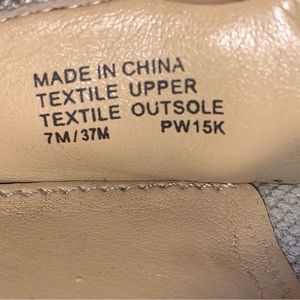 MADE IN CHINA
TEXTILE UPPER
TEXTILE OUTSOLE
7M/37M PW15K